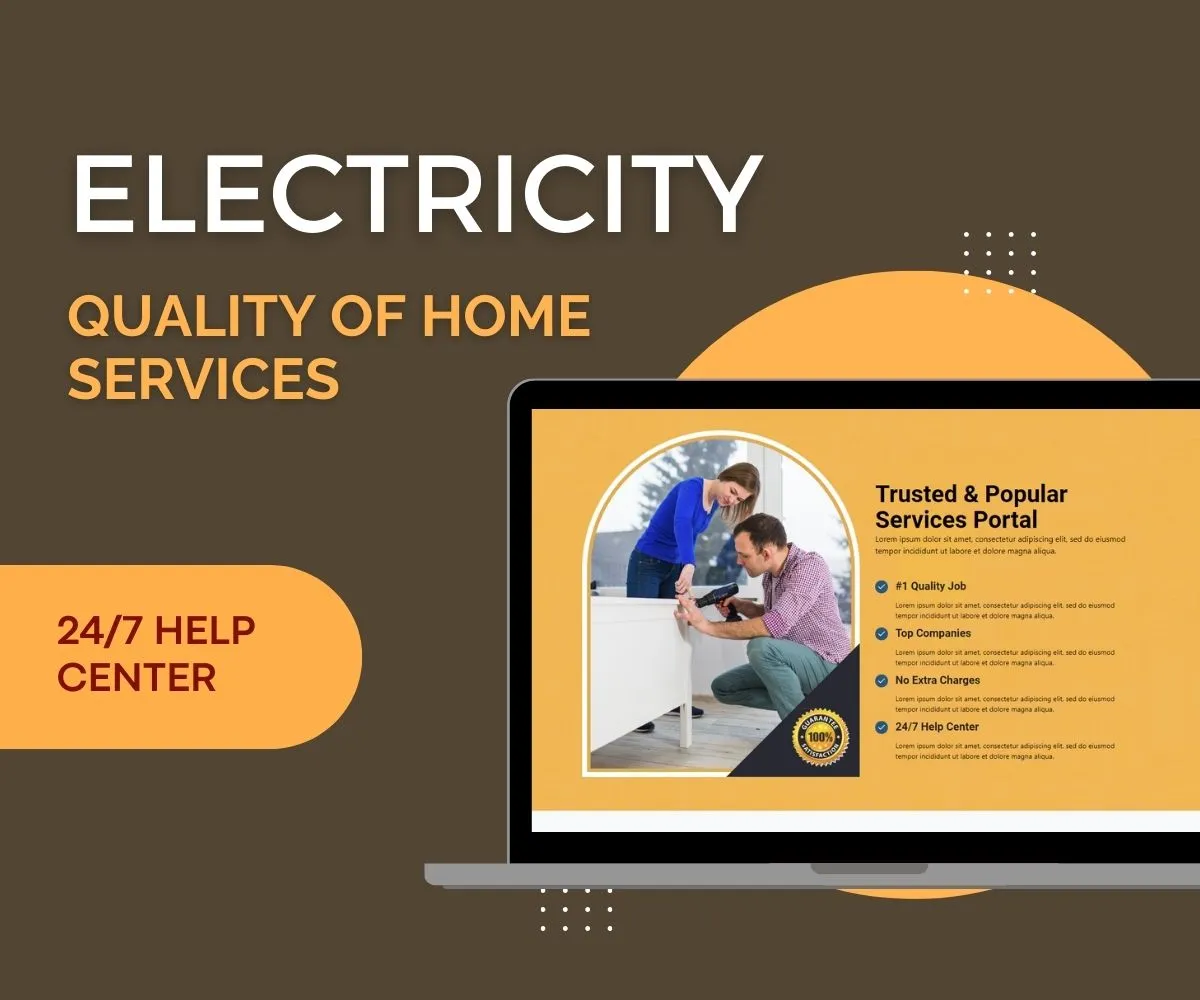 ELECTRICITY
QUALITY OF HOME
SERVICES
24/7 HELP
CENTER
Trusted & Popular
Services Portal
Lorem ipsum dolor sit amet, consectetur adipiscing elit, sed do eiusmod
tempor incididunt ut labore et dolore magna aliqua.
#1 Quality Job
Lorem ipsum dolor sit amet, consectetur adipiscing elit, sed do eiusmod
tempor incididunt ut labore et dolore magna aliqua.
Top Companies
Lorem ipsum dolor sit amet, consectetur adipiscing elit, sed do eiusmod
tempor incididunt ut labore et dolore magna aliqua.
No Extra Charges
Lorem ipsum dolor sit amet, consectetur adipiscing elit, sed do eiusmod
tempor incididunt ut labore et dolore magna aliqua.
24/7 Help Center
Lorem ipsum dolor sit amet, consectetur adipiscing elit, sed do eiusmod
tempor incididunt ut labore et dolore magna aliqua.
GUARANTEE
100%
SATISFACTION